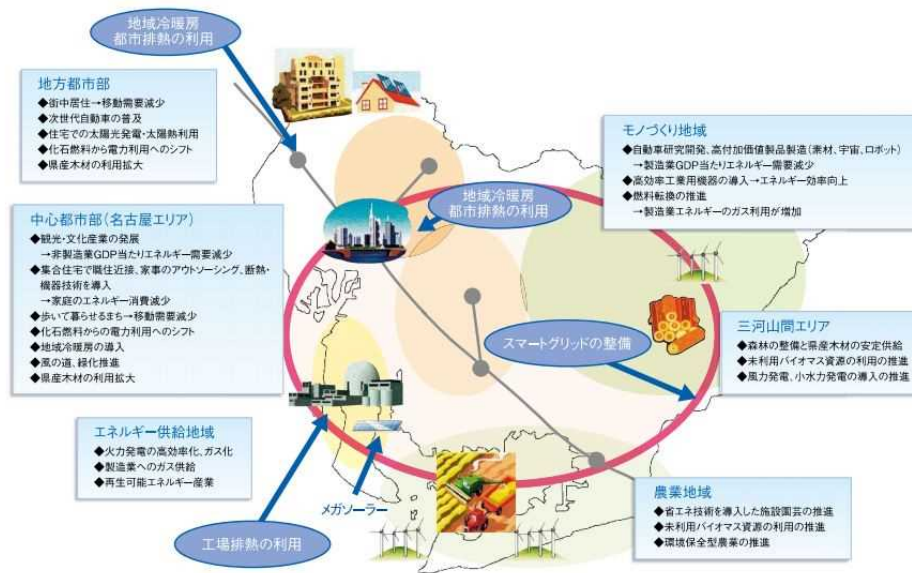 地域冷暖房
都市排熱の利用
地方都市部
◆街中居住→移動需要減少
◆次世代自動車の普及
◆住宅での太陽光発電・太陽熱利用
◆化石燃料から電力利用へのシフト
◆県産木材の利用拡大
モノづくり地域
◆自動車研究開発、高付加価値製品製造(素材、宇宙、ロボット)
→製造業GDP当たりエネルギー需要減少
◆高効率工業用機器の導入→エネルギー効率向上
◆燃料転換の推進
→製造業エネルギーのガス利用が増加
地域冷暖房
都市排熱の利用
中心都市部(名古屋エリア)
◆観光・文化産業の発展
→非製造業GDP当たりエネルギー需要減少
◆集合住宅で職住近接、家事のアウトソーシング、断熱・
機器技術を導入
→家庭のエネルギー消費減少
◆歩いて暮らせるまち→移動需要減少
◆化石燃料からの電力利用へのシフト
◆地域冷暖房の導入
◆風の道、緑化推進
◆県産木材の利用拡大
スマートグリッドの整備
三河山間エリア
◆森林の整備と県産木材の安定供給
◆未利用バイオマス資源の利用の推進
◆風力発電、小水力発電の導入の推進
エネルギー供給地域
◆火力発電の高効率化、ガス化
◆製造業へのガス供給
◆再生可能エネルギー産業
メガソーラー
工場排熱の利用
農業地域
◆省エネ技術を導入した施設園芸の推進
◆未利用バイオマス資源の利用の推進
◆環境保全型農業の推進